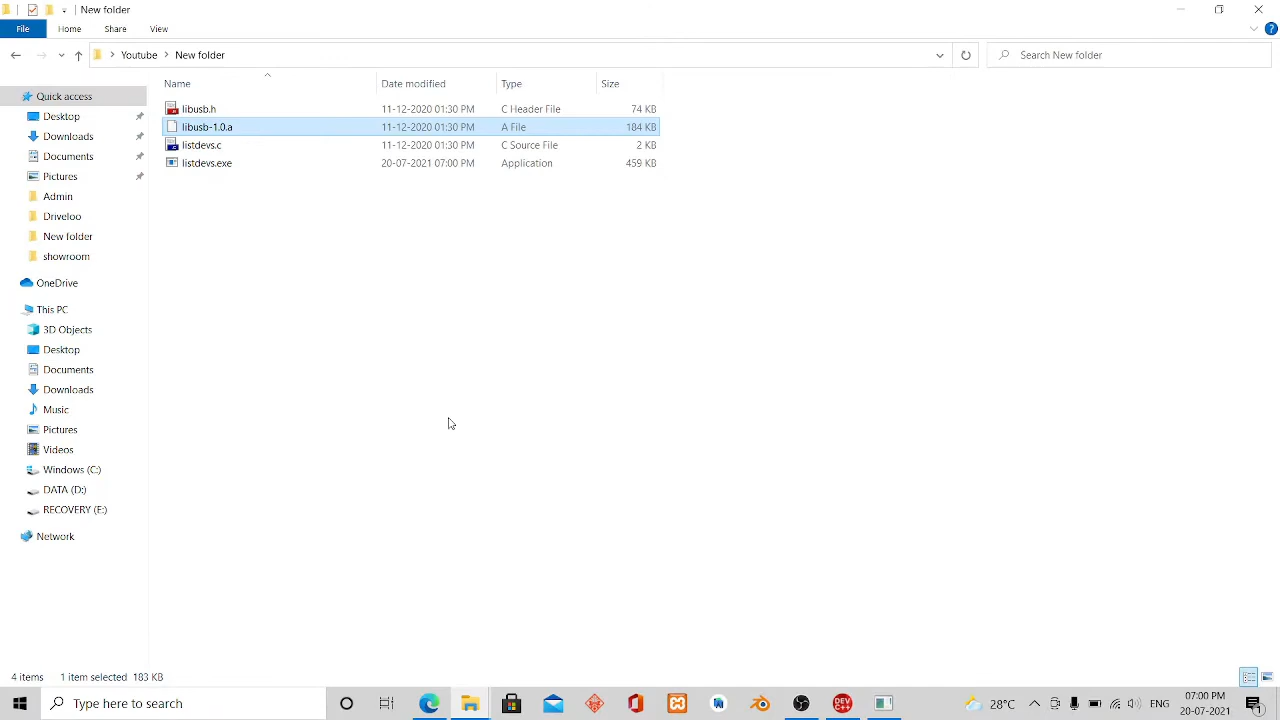 New folder
File Home Share View
Youtube New folder
Search New folder
Name Date modified Type Size
libusb.h 11-12-2020 01:30 PM C Header File 74 KB
libusb-1.0.a 11-12-2020 01:30 PM A File 184 KB
listdevs.c 11-12-2020 01:30 PM C Source File 2 KB
listdevs.exe 20-07-2021 07:00 PM Application 459 KB
Quick access
Desktop
Downloads
Documents
Pictures
Admin
Driveloo
New folder
showroom
OneDrive
This PC
3D Objects
Desktop
Documents
Downloads
Music
Pictures
Videos
Windows (C:)
DATA (D:)
RECOVERY (E:)
Network
4 items 1 item selected 183 KB
Type here to search
DEV C++
28°C
07:00 PM
20-07-2021
1